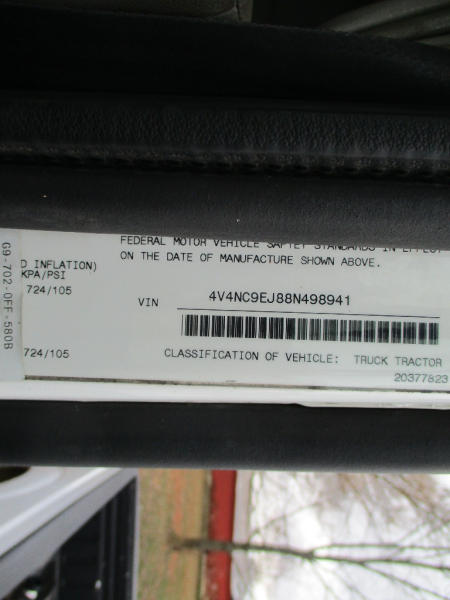 FEDERAL MOTOR VEHICLE SAFTEY STANDARDS IN EFFECT
ON THE DATE OF MANUFACTURE SHOWN ABOVE.
D INFLATION)
KPA/PSI
724/105
VIN 4V4NC9EJ88N498941
724/105
CLASSIFICATION OF VEHICLE: TRUCK TRACTOR
20377823
G9-702-0FF-580B